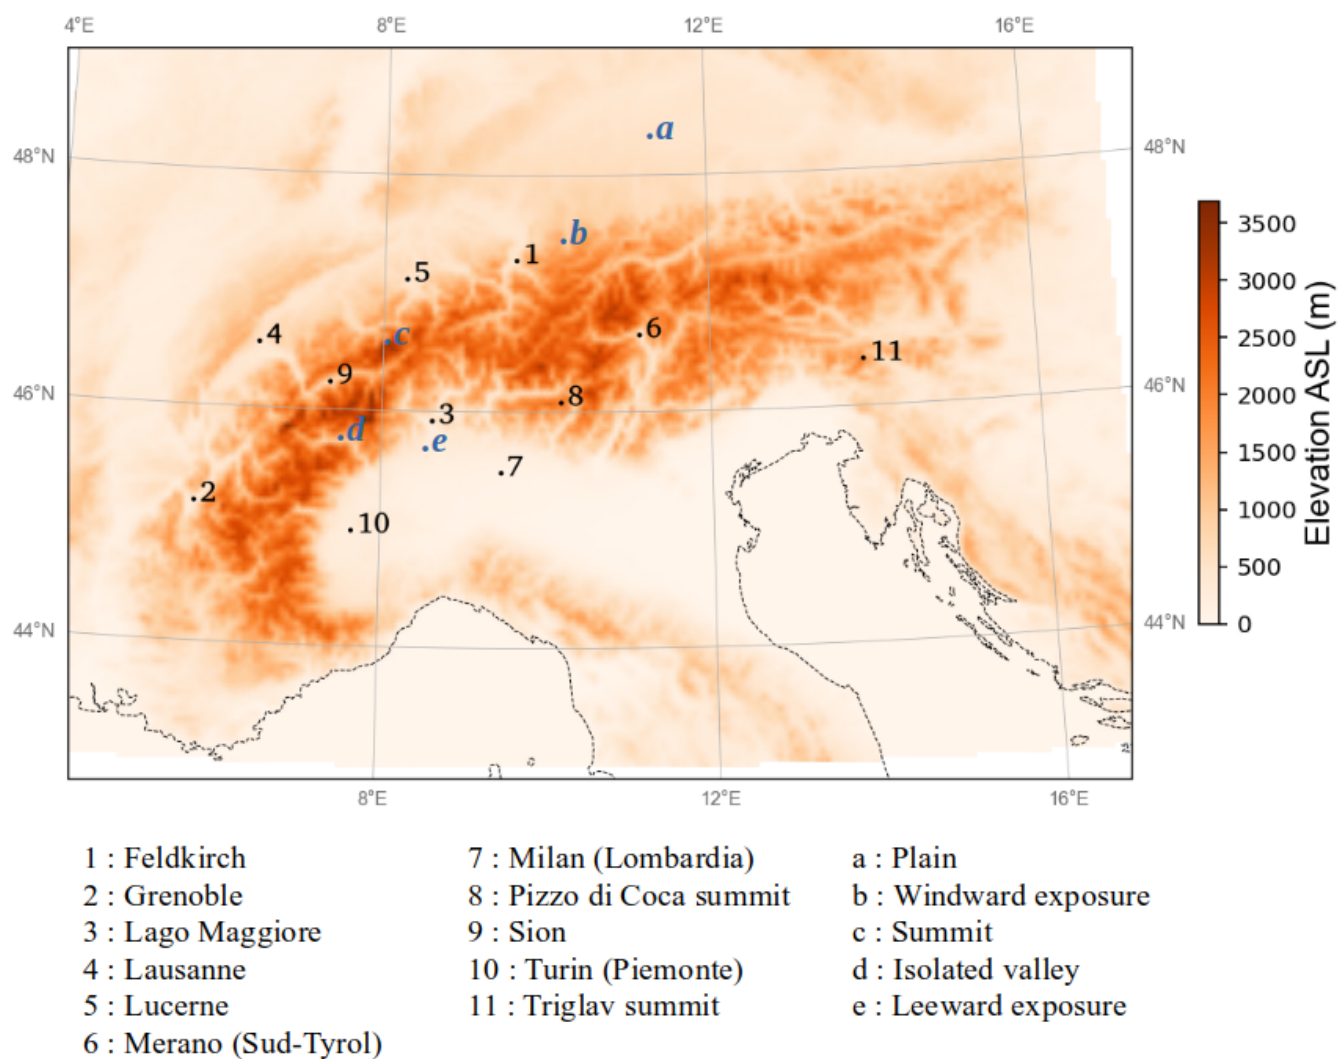 4°E 8°E 12°E 16°E
.a
48°N 48°N
.b
.1
.5
3500
3000
2500
2000
1500
1000
500
0
Elevation ASL (m)
.4
.c
.6
.11
.9
46°N 46°N
.8
.3
.d
.e
.7
.2
.10
44°N 44°N
8°E 12°E 16°E
1 : Feldkirch
2 : Grenoble
3 : Lago Maggiore
4 : Lausanne
5 : Lucerne
6 : Merano (Sud-Tyrol)
7 : Milan (Lombardia)
8 : Pizzo di Coca summit
9 : Sion
10 : Turin (Piemonte)
11 : Triglav summit
a : Plain
b : Windward exposure
c : Summit
d : Isolated valley
e : Leeward exposure